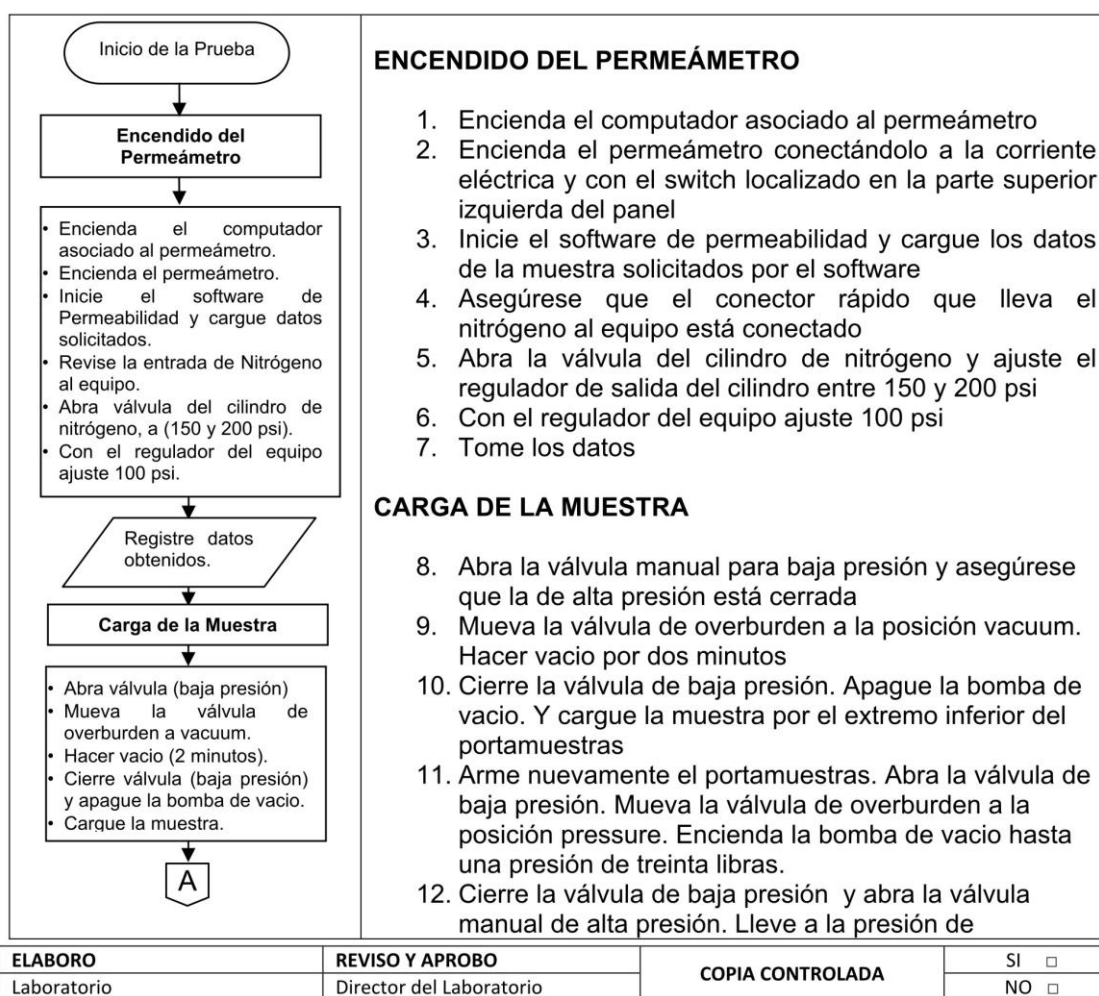 Inicio de la Prueba
Encendido del
Permeámetro
• Encienda el computador
asociado al permeámetro.
• Encienda el permeámetro.
• Inicie el software de
Permeabilidad y cargue datos
solicitados.
• Revise la entrada de Nitrógeno
al equipo.
• Abra válvula del cilindro de
nitrógeno, a (150 y 200 psi).
• Con el regulador del equipo
ajuste 100 psi.
Registre datos
obtenidos.
Carga de la Muestra
• Abra válvula (baja presión)
• Mueva la válvula de
overburden a vacuum.
• Hacer vacio (2 minutos).
• Cierre válvula (baja presión)
y apague la bomba de vacio.
• Cargue la muestra.
A
ENCENDIDO DEL PERMEÁMETRO
1. Encienda el computador asociado al permeámetro
2. Encienda el permeámetro conectándolo a la corriente
eléctrica y con el switch localizado en la parte superior
izquierda del panel
3. Inicie el software de permeabilidad y cargue los datos
de la muestra solicitados por el software
4. Asegúrese que el conector rápido que lleva el
nitrógeno al equipo está conectado
5. Abra la válvula del cilindro de nitrógeno y ajuste el
regulador de salida del cilindro entre 150 y 200 psi
6. Con el regulador del equipo ajuste 100 psi
7. Tome los datos
CARGA DE LA MUESTRA
8. Abra la válvula manual para baja presión y asegúrese
que la de alta presión está cerrada
9. Mueva la válvula de overburden a la posición vacuum.
Hacer vacio por dos minutos
10. Cierre la válvula de baja presión. Apague la bomba de
vacio. Y cargue la muestra por el extremo inferior del
portamuestras
11. Arme nuevamente el portamuestras. Abra la válvula de
baja presión. Mueva la válvula de overburden a la
posición pressure. Encienda la bomba de vacio hasta
una presión de treinta libras.
12. Cierre la válvula de baja presión y abra la válvula
manual de alta presión. Lleve a la presión de
ELABORO
Laboratorio
REVISO Y APROBO
Director del Laboratorio
COPIA CONTROLADA
SI □
NO □